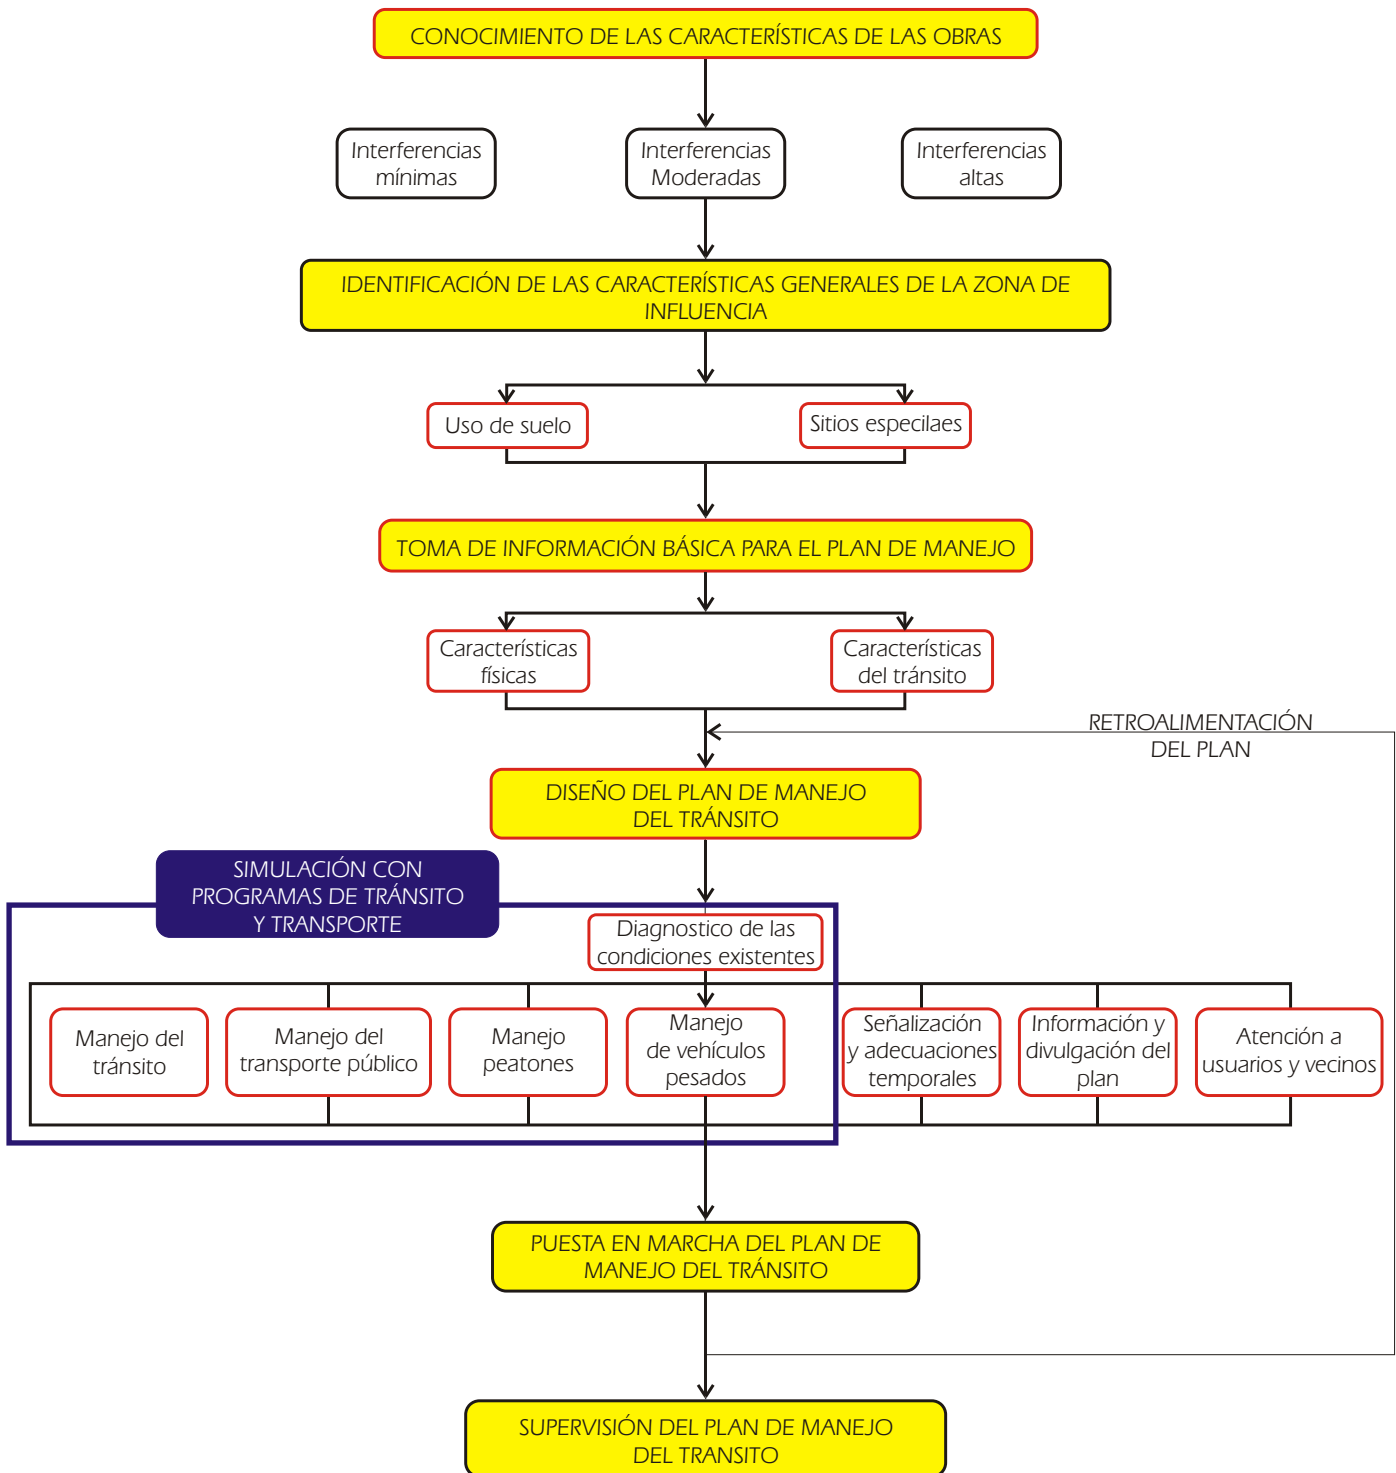 CONOCIMIENTO DE LAS CARACTERÍSTICAS DE LAS OBRAS
Interferencias
mínimas
Interferencias
Moderadas
Interferencias
altas
IDENTIFICACIÓN DE LAS CARACTERÍSTICAS GENERALES DE LA ZONA DE
INFLUENCIA
Uso de suelo
Sitios especilaes
TOMA DE INFORMACIÓN BÁSICA PARA EL PLAN DE MANEJO
Características
físicas
Características
del tránsito
RETROALIMENTACIÓN
DEL PLAN
DISEÑO DEL PLAN DE MANEJO
DEL TRÁNSITO
SIMULACIÓN CON
PROGRAMAS DE TRÁNSITO
Y TRANSPORTE
Diagnostico de las
condiciones existentes
Manejo del
tránsito
Manejo del
transporte público
Manejo
peatones
Manejo
de vehículos
pesados
Señalización
y adecuaciones
temporales
Información y
divulgación del
plan
Atención a
usuarios y vecinos
PUESTA EN MARCHA DEL PLAN DE
MANEJO DEL TRÁNSITO
SUPERVISIÓN DEL PLAN DE MANEJO
DEL TRANSITO